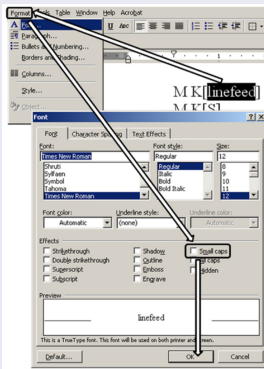 Format Tools Table Window Help Acrobat
Paragraph...
Bullets and Numbering...
Borders and Shading...
Columns...
Style...
Object...
M K[linefeed]
M K[S]
Font
Font Character Spacing Text Effects
Font: Font style: Size:
Times New Roman Regular 12
Shruti Regular 8
Sylfaen Italic 9
Symbol Bold 10
Tahoma Bold Italic 11
Times New Roman 12
Font color: Underline style: Underline color:
Automatic (none) Automatic
Effects
Strikethrough Shadow Small caps
Double strikethrough Outline caps
Superscript Emboss Hidden
Subscript Engrave
Preview
linefeed
This is a TrueType font. This font will be used on both printer and screen.
Default... OK Cancel